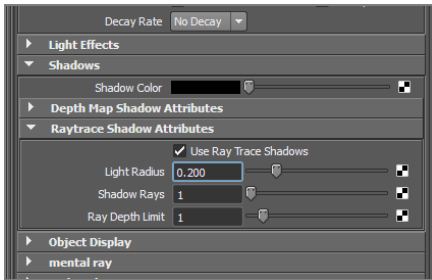 Decay Rate No Decay
Light Effects
Shadows
Shadow Color
Depth Map Shadow Attributes
Raytrace Shadow Attributes
Use Ray Trace Shadows
Light Radius 0.200
Shadow Rays 1
Ray Depth Limit 1
Object Display
mental ray